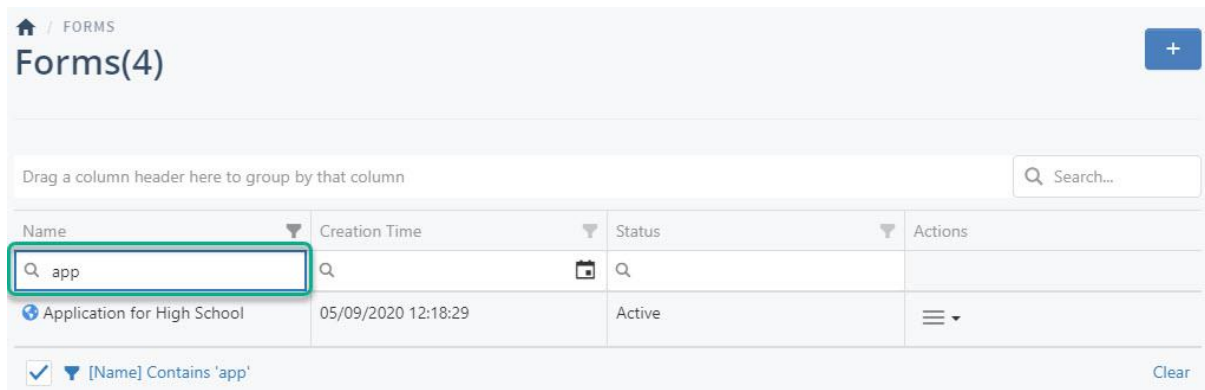 / FORMS
Forms(4)
+
Drag a column header here to group by that column
Search...
Name Creation Time Status Actions
app
Application for High School 05/09/2020 12:18:29 Active
[Name] Contains 'app' Clear